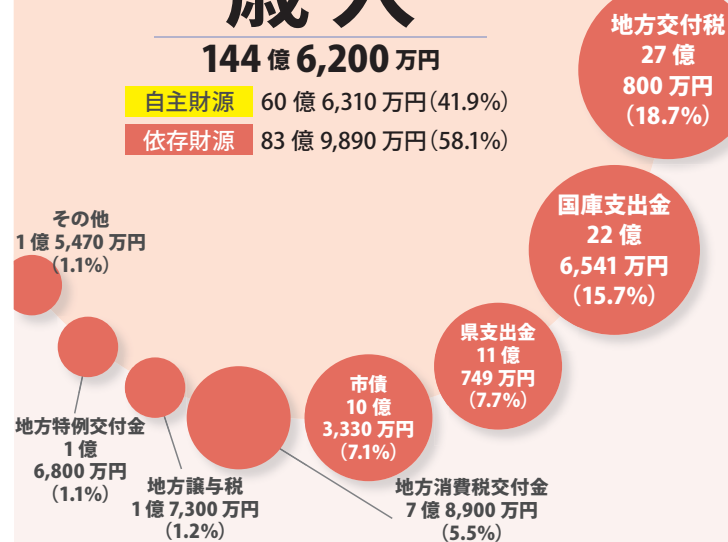 歳入
144億6,200万円
自主財源 60億6,310万円(41.9%)
依存財源 83億9,890万円(58.1%)
地方交付税
27億
800万円
(18.7%)
国庫支出金
22億
6,541万円
(15.7%)
県支出金
11億
749万円
(7.7%)
市債
10億
3,330万円
(7.1%)
地方消費税交付金
7億8,900万円
(5.5%)
地方譲与税
1億7,300万円
(1.2%)
地方特例交付金
1億
6,800万円
(1.1%)
その他
1億5,470万円
(1.1%)